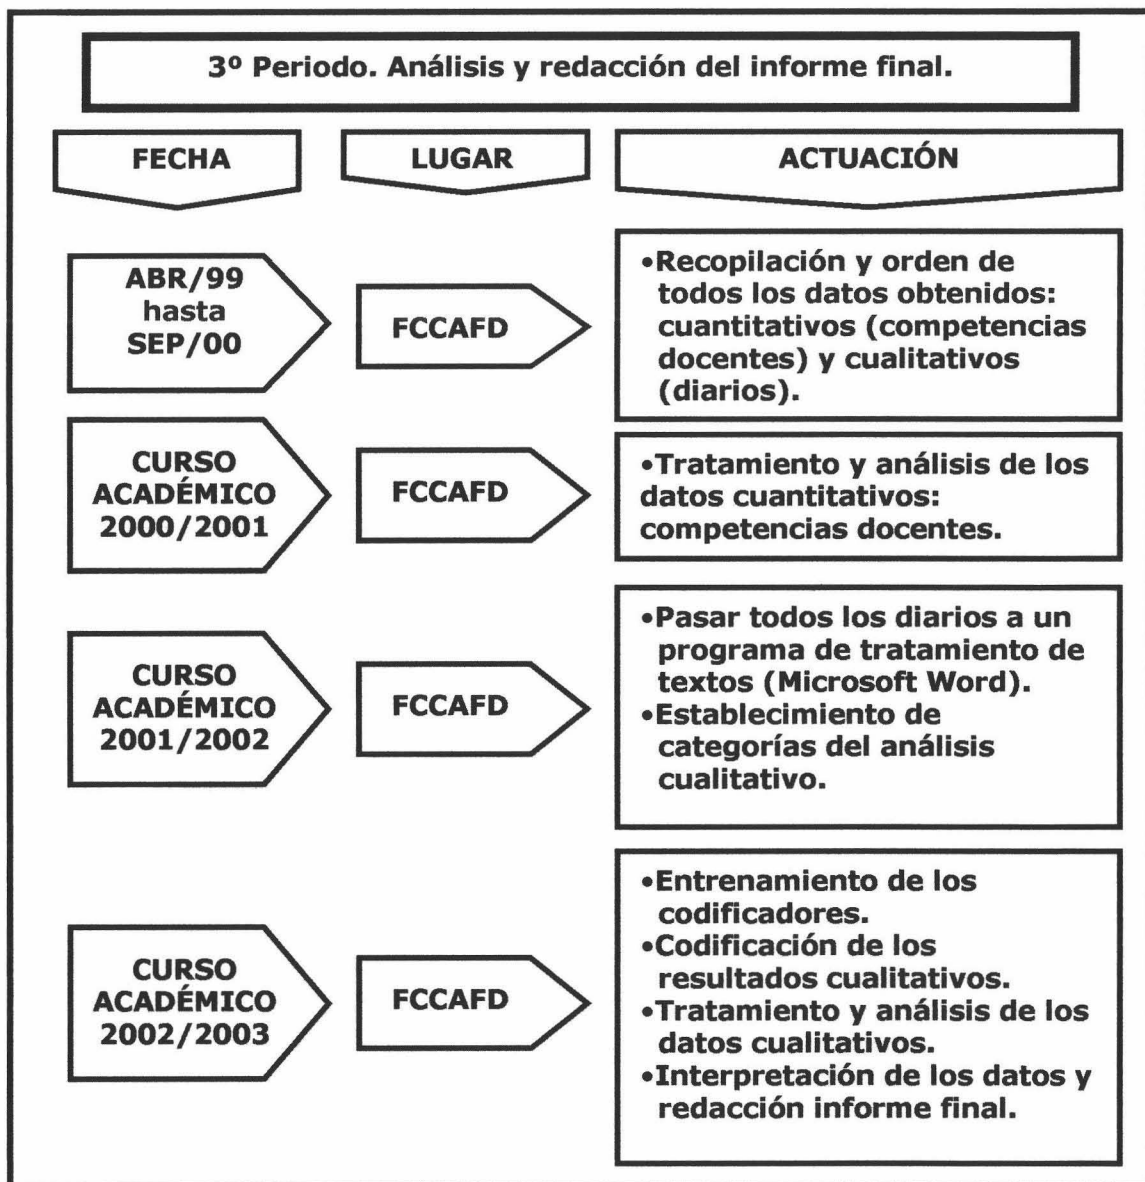 3º Periodo. Análisis y redacción del informe final.
FECHA
LUGAR
ACTUACIÓN
ABR/99
hasta
SEP/00
FCCAFD
•Recopilación y orden de
todos los datos obtenidos:
cuantitativos (competencias
docentes) y cualitativos
(diarios).
CURSO
ACADÉMICO
2000/2001
FCCAFD
•Tratamiento y análisis de los
datos cuantitativos:
competencias docentes.
CURSO
ACADÉMICO
2001/2002
FCCAFD
•Pasar todos los diarios a un
programa de tratamiento de
textos (Microsoft Word).
•Establecimiento de
categorías del análisis
cualitativo.
CURSO
ACADÉMICO
2002/2003
FCCAFD
•Entrenamiento de los
codificadores.
•Codificación de los
resultados cualitativos.
•Tratamiento y análisis de los
datos cualitativos.
•Interpretación de los datos y
redacción informe final.